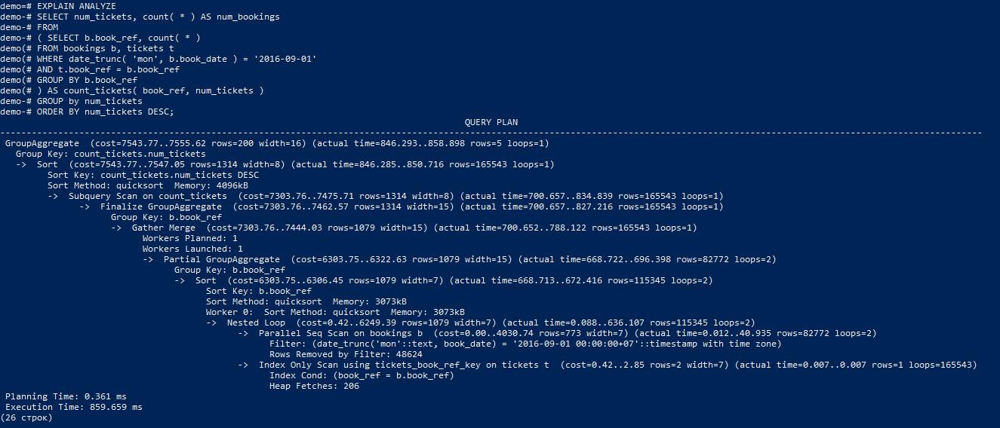 demo=# EXPLAIN ANALYZE
demo-# SELECT num_tickets, count( * ) AS num_bookings
demo-# FROM
demo-# ( SELECT b.book_ref, count( * )
demo(# FROM bookings b, tickets t
demo(# WHERE date_trunc( 'mon', b.book_date ) = '2016-09-01'
demo(# AND t.book_ref = b.book_ref
demo(# GROUP BY b.book_ref
demo(# ) AS count_tickets( book_ref, num_tickets )
demo-# GROUP by num_tickets
demo-# ORDER BY num_tickets DESC;
QUERY PLAN
-----------------------------------------------------------------------------------------------------------------------------------------------------------------------------------------
GroupAggregate  (cost=7543.77..7555.62 rows=200 width=16) (actual time=846.293..858.898 rows=5 loops=1)
  Group Key: count_tickets.num_tickets
  ->  Sort  (cost=7543.77..7547.05 rows=1314 width=8) (actual time=846.285..850.716 rows=165543 loops=1)
        Sort Key: count_tickets.num_tickets DESC
        Sort Method: quicksort  Memory: 4096kB
        ->  Subquery Scan on count_tickets  (cost=7303.76..7475.71 rows=1314 width=8) (actual time=700.657..834.839 rows=165543 loops=1)
              ->  Finalize GroupAggregate  (cost=7303.76..7462.57 rows=1314 width=15) (actual time=700.657..827.216 rows=165543 loops=1)
                    Group Key: b.book_ref
                    ->  Gather Merge  (cost=7303.76..7444.03 rows=1079 width=15) (actual time=700.652..788.122 rows=165543 loops=1)
                          Workers Planned: 1
                          Workers Launched: 1
                          ->  Partial GroupAggregate  (cost=6303.75..6322.63 rows=1079 width=15) (actual time=668.722..696.398 rows=82772 loops=2)
                                Group Key: b.book_ref
                                ->  Sort  (cost=6303.75..6306.45 rows=1079 width=7) (actual time=668.713..672.416 rows=115345 loops=2)
                                      Sort Key: b.book_ref
                                      Sort Method: quicksort  Memory: 3073kB
                                      Worker 0:  Sort Method: quicksort  Memory: 3073kB
                                      ->  Nested Loop  (cost=0.42..6249.39 rows=1079 width=7) (actual time=0.088..636.107 rows=115345 loops=2)
                                            ->  Parallel Seq Scan on bookings b  (cost=0.00..4030.74 rows=773 width=7) (actual time=0.012..40.935 rows=82772 loops=2)
                                                  Filter: (date_trunc('mon'::text, book_date) = '2016-09-01 00:00:00+07'::timestamp with time zone)
                                                  Rows Removed by Filter: 48624
                                            ->  Index Only Scan using tickets_book_ref_key on tickets t  (cost=0.42..2.85 rows=2 width=7) (actual time=0.007..0.007 rows=1 loops=165543)
                                                  Index Cond: (book_ref = b.book_ref)
                                                  Heap Fetches: 206
Planning Time: 0.361 ms
Execution Time: 859.659 ms
(26 строк)